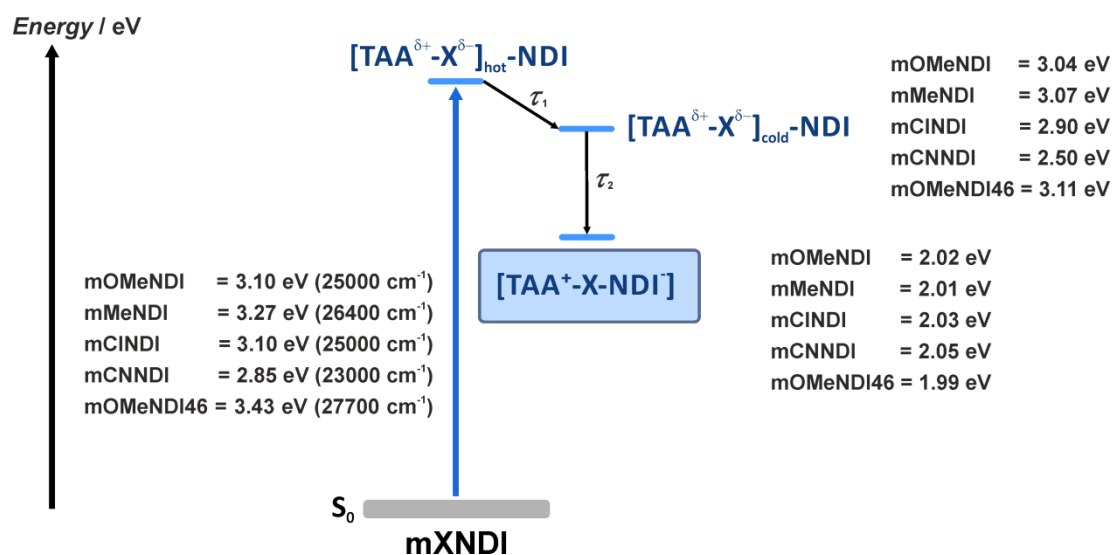 Energy / eV
[TAAδ+-Xδ−]hot-NDI
τ1
[TAAδ+-Xδ−]cold-NDI
mOMeNDI = 3.04 eV
mMeNDI = 3.07 eV
mClNDI = 2.90 eV
mCNNDI = 2.50 eV
mOMeNDI46 = 3.11 eV
τ2
[TAA+-X-NDI-]
mOMeNDI = 2.02 eV
mMeNDI = 2.01 eV
mClNDI = 2.03 eV
mCNNDI = 2.05 eV
mOMeNDI46 = 1.99 eV
mOMeNDI = 3.10 eV (25000 cm-1)
mMeNDI = 3.27 eV (26400 cm-1)
mClNDI = 3.10 eV (25000 cm-1)
mCNNDI = 2.85 eV (23000 cm-1)
mOMeNDI46 = 3.43 eV (27700 cm-1)
S0
mXNDI